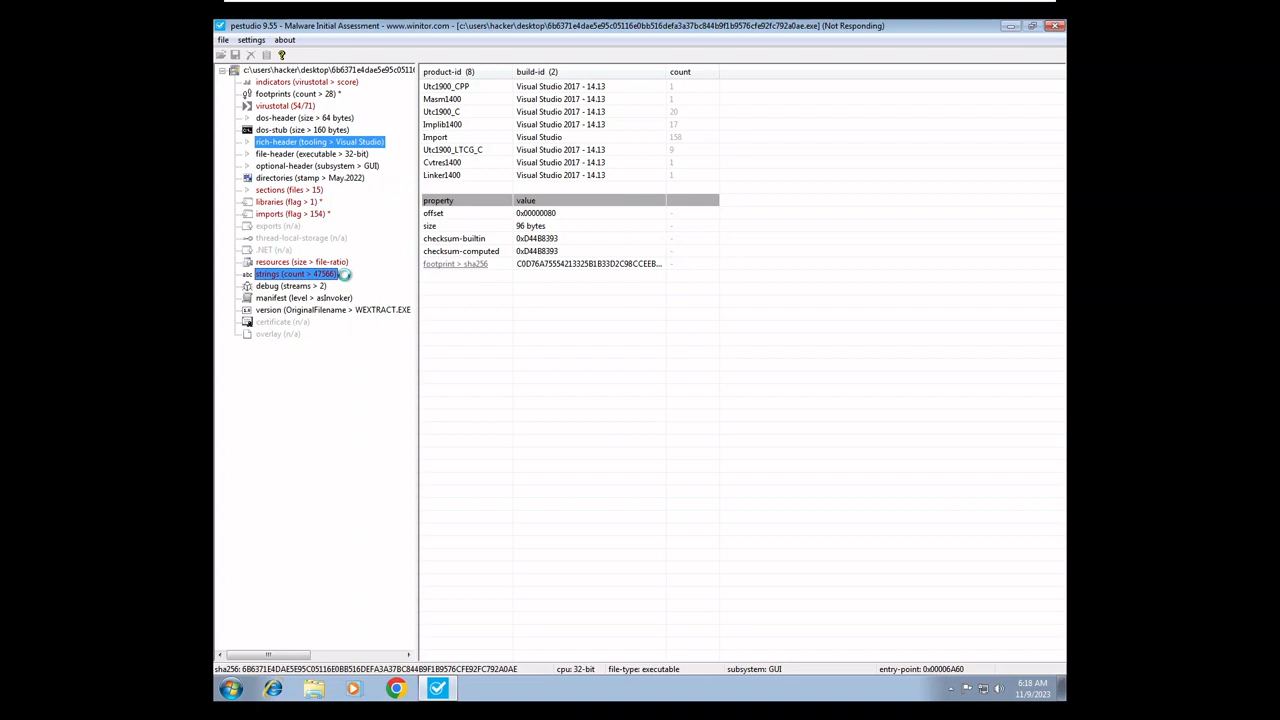 pestudio 9.55 - Malware Initial Assessment - www.winitor.com - [c:\users\hacker\desktop\6b6371e4dae5e95c05116e0bb516defa3a37bc844b9f1b9576cfe92fc792a0ae.exe] (Not Responding)
file settings about
c:\users\hacker\desktop\6b6371e4dae5e95c0511
indicators (virustotal > score)
footprints (count > 28) *
virustotal (54/71)
dos-header (size > 64 bytes)
dos-stub (size > 160 bytes)
rich-header (tooling > Visual Studio)
file-header (executable > 32-bit)
optional-header (subsystem > GUI)
directories (stamp > May.2022)
sections (files > 15)
libraries (flag > 1) *
imports (flag > 154) *
exports (n/a)
thread-local-storage (n/a)
.NET (n/a)
resources (size > file-ratio)
abc strings (count > 47566)
debug (streams > 2)
manifest (level > asInvoker)
1.0 version (OriginalFilename > WEXTRACT.EXE
certificate (n/a)
overlay (n/a)
product-id (8) build-id (2) count
Utc1900_CPP Visual Studio 2017 - 14.13 1
Masm1400 Visual Studio 2017 - 14.13 1
Utc1900_C Visual Studio 2017 - 14.13 20
Implib1400 Visual Studio 2017 - 14.13 17
Import Visual Studio 158
Utc1900_LTCG_C Visual Studio 2017 - 14.13 9
Cvtres1400 Visual Studio 2017 - 14.13 1
Linker1400 Visual Studio 2017 - 14.13 1
property value
offset 0x00000080 -
size 96 bytes -
checksum-builtin 0xD44B8393 -
checksum-computed 0xD44B8393 -
footprint > sha256 C0D76A75554213325B1B33D2C98CCEEB... -
sha256: 6B6371E4DAE5E95C05116E0BB516DEFA3A37BC844B9F1B9576CFE92FC792A0AE cpu: 32-bit file-type: executable subsystem: GUI entry-point: 0x00006A60
6:18 AM
11/9/2023